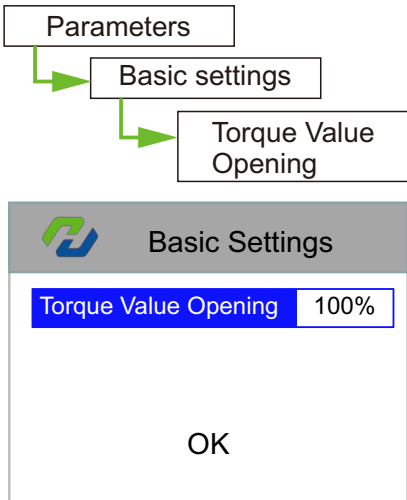 Parameters
Basic settings
Torque Value
Opening
Basic Settings
Torque Value Opening 100%
OK